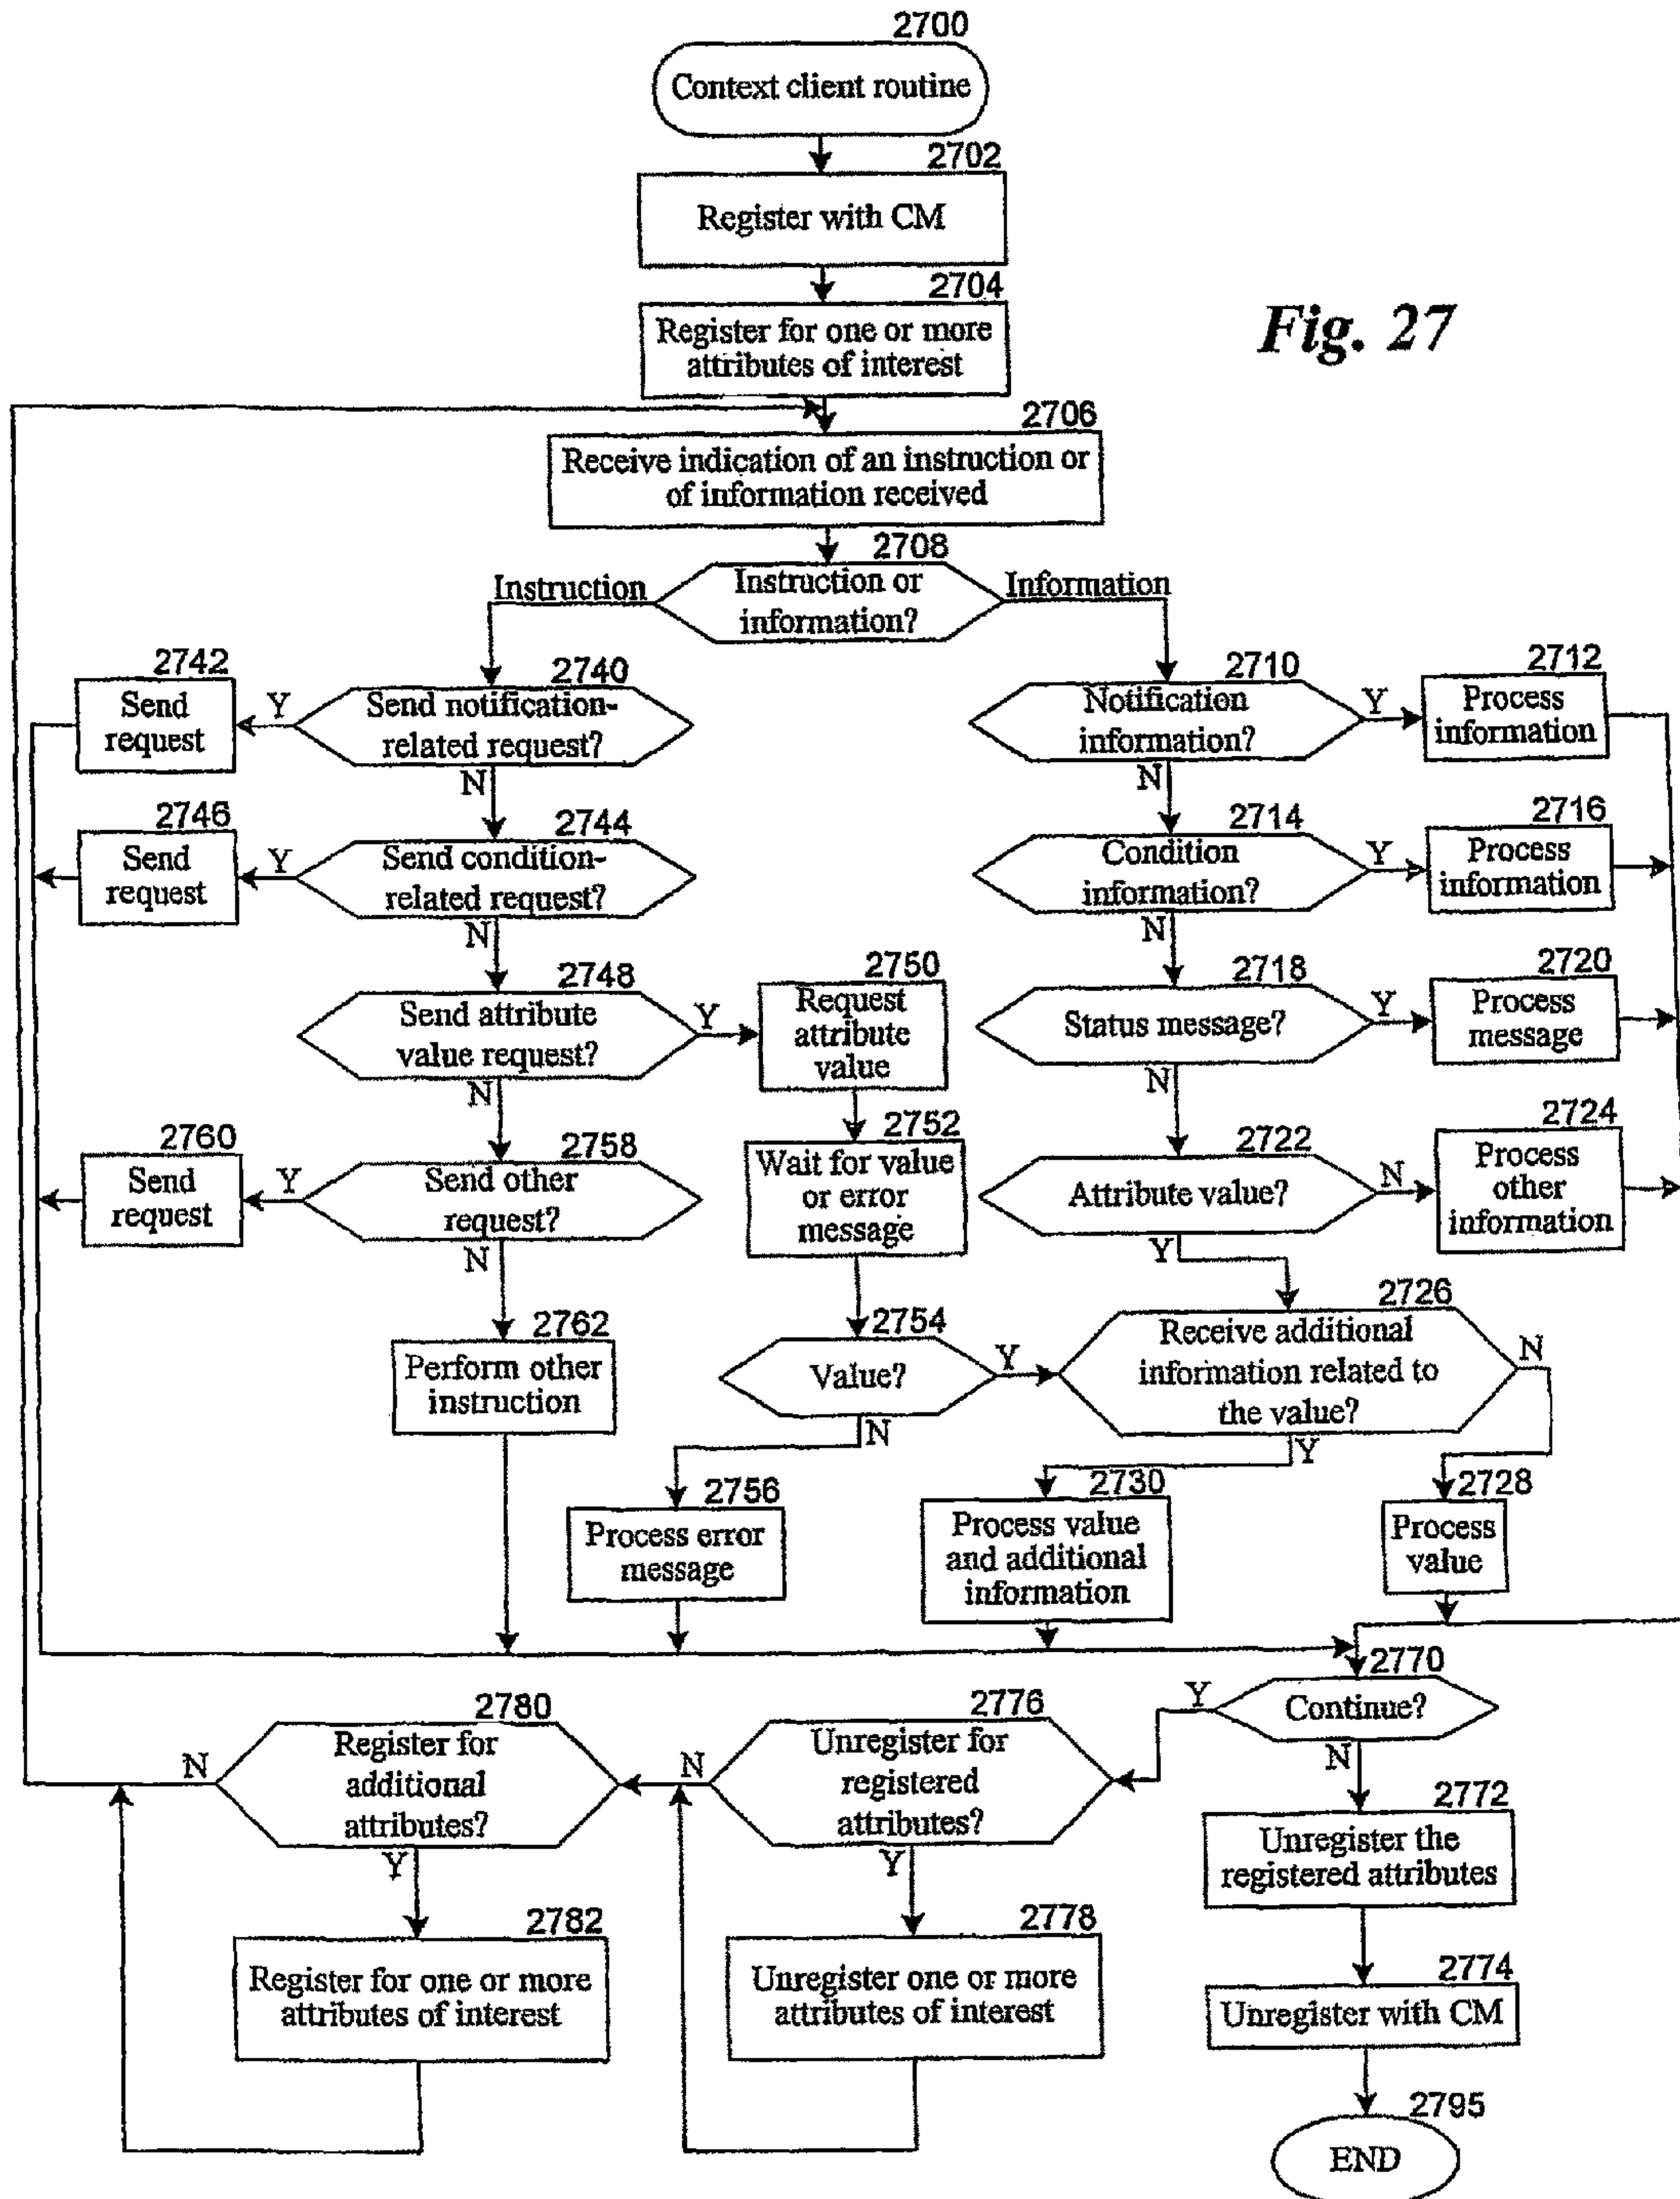 2700
Context client routine
2702
Register with CM
2704
Register for one or more
attributes of interest
Fig. 27
2706
Receive indication of an instruction or
of information received
2708
Instruction or
information?
Instruction
Information
2742
Send
request
Y
2740
Send notification-
related request?
N
2710
Notification
information?
Y
N
2712
Process
information
2746
Send
request
Y
2744
Send condition-
related request?
N
2714
Condition
information?
Y
N
2716
Process
information
2748
Send attribute
value request?
Y
N
2750
Request
attribute
value
2718
Status message?
Y
N
2720
Process
message
2760
Send
request
Y
2758
Send other
request?
N
2752
Wait for value
or error
message
2722
Attribute value?
N
Y
2724
Process
other
information
2762
Perform other
instruction
2754
Value?
Y
N
2726
Receive additional
information related to
the value?
N
Y
2756
Process error
message
2730
Process value
and additional
information
2728
Process
value
2770
Continue?
Y
N
2780
Register for
additional
attributes?
N
Y
2776
Unregister for
registered
attributes?
N
Y
2772
Unregister the
registered attributes
2782
Register for one or more
attributes of interest
2778
Unregister one or more
attributes of interest
2774
Unregister with CM
2795
END